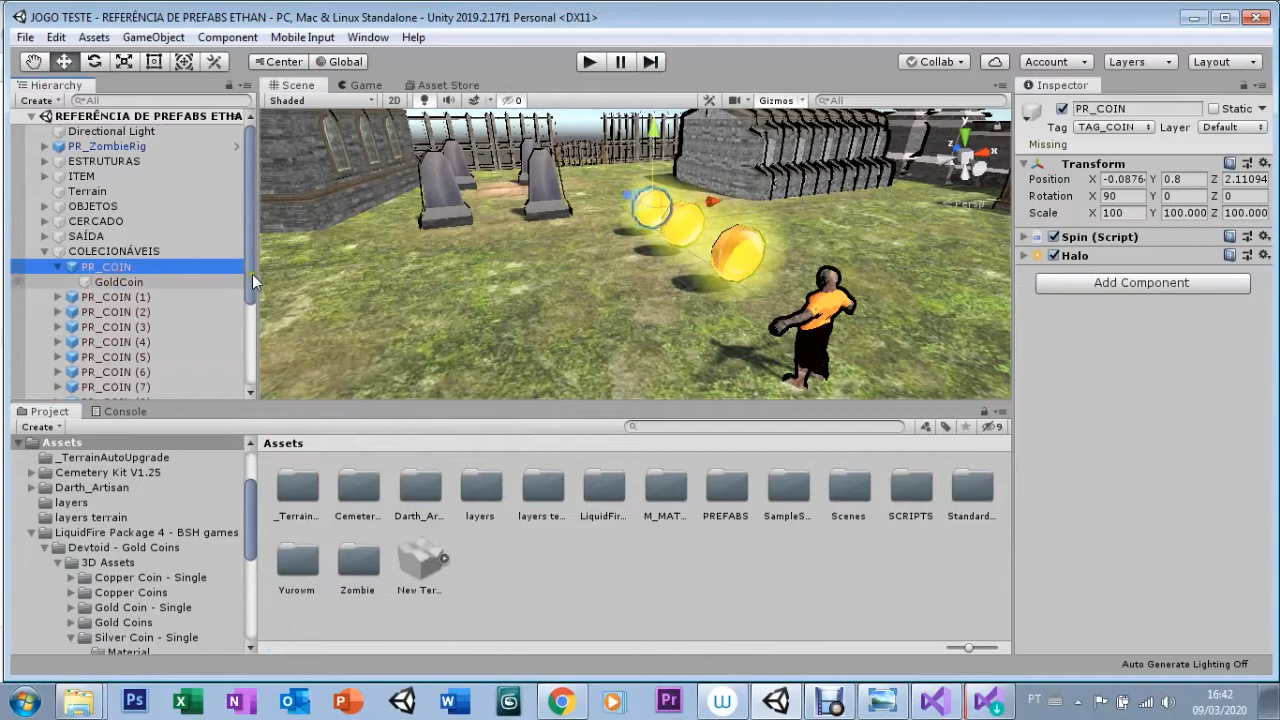 JOGO TESTE - REFERÊNCIA DE PREFABS ETHAN - PC, Mac & Linux Standalone - Unity 2019.2.17f1 Personal <DX11>
File Edit Assets GameObject Component Mobile Input Window Help
Center Global Collab Account Layers Layout
Hierarchy Scene Game Asset Store Inspector
Create All Shaded 2D 0 Gizmos All
PR_COIN Static
REFERÊNCIA DE PREFABS ETHA
Tag TAG_COIN Layer Default
Directional Light
Missing
PR_ZombieRig
ESTRUTURAS
Transform
ITEM
Position X -0.0876 Y 0.8 Z 2.11094
Terrain
Rotation X 90 Y 0 Z 0
OBJETOS
Scale X 100 Y 100.000 Z 100.000
CERCADO
SAÍDA
Spin (Script)
COLECIONÁVEIS
Halo
PR_COIN
GoldCoin
Add Component
PR_COIN (1)
PR_COIN (2)
PR_COIN (3)
PR_COIN (4)
PR_COIN (5)
PR_COIN (6)
PR_COIN (7)
y
x
z
Persp
Project Console
Create
9
Assets
_TerrainAutoUpgrade
Cemetery Kit V1.25
Darth_Artisan
layers
layers terrain
LiquidFire Package 4 - BSH games
Devtoid - Gold Coins
3D Assets
Copper Coin - Single
Copper Coins
Gold Coin - Single
Gold Coins
Silver Coin - Single
Material
Assets
_Terrain... Cemeter... Darth_Ar... layers layers te... LiquidFir... M_MAT... PREFABS SampleS... Scenes SCRIPTS Standard...
Yurowm Zombie New Ter...
Auto Generate Lighting Off
Ps X N O P W Pr W
PT
16:42
09/03/2020